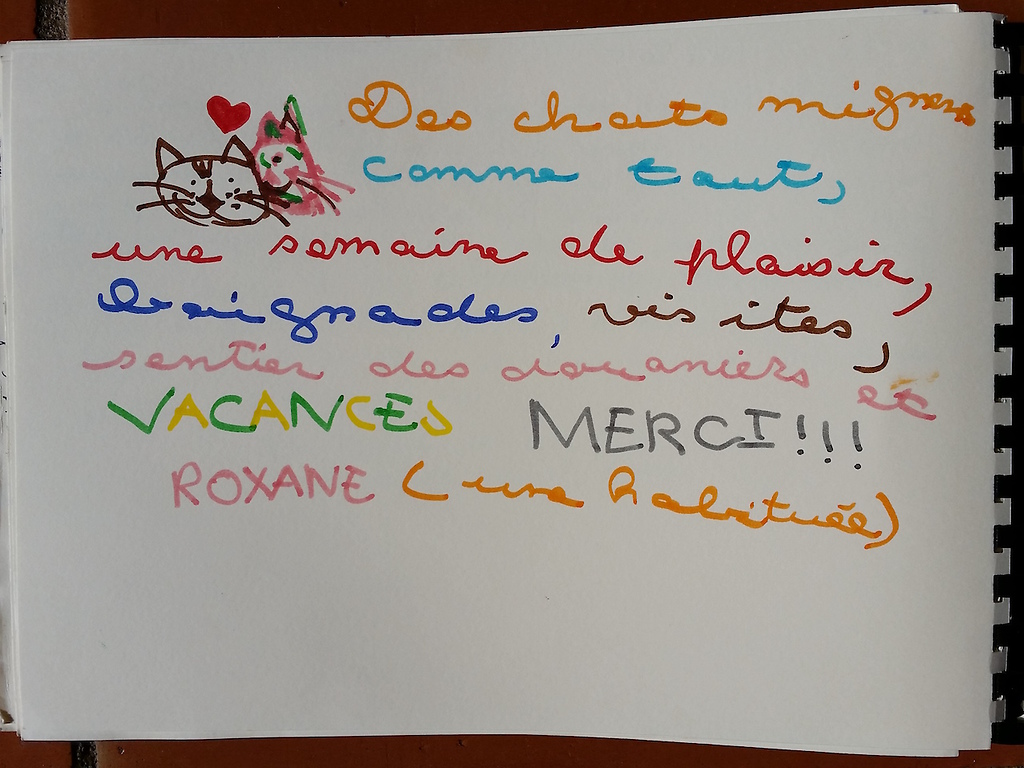 Des chats mignons
comme tout,
une semaine de plaisir,
baignades, visites,
sentier des douaniers et
VACANCES MERCI!!!
ROXANE (une habituée)